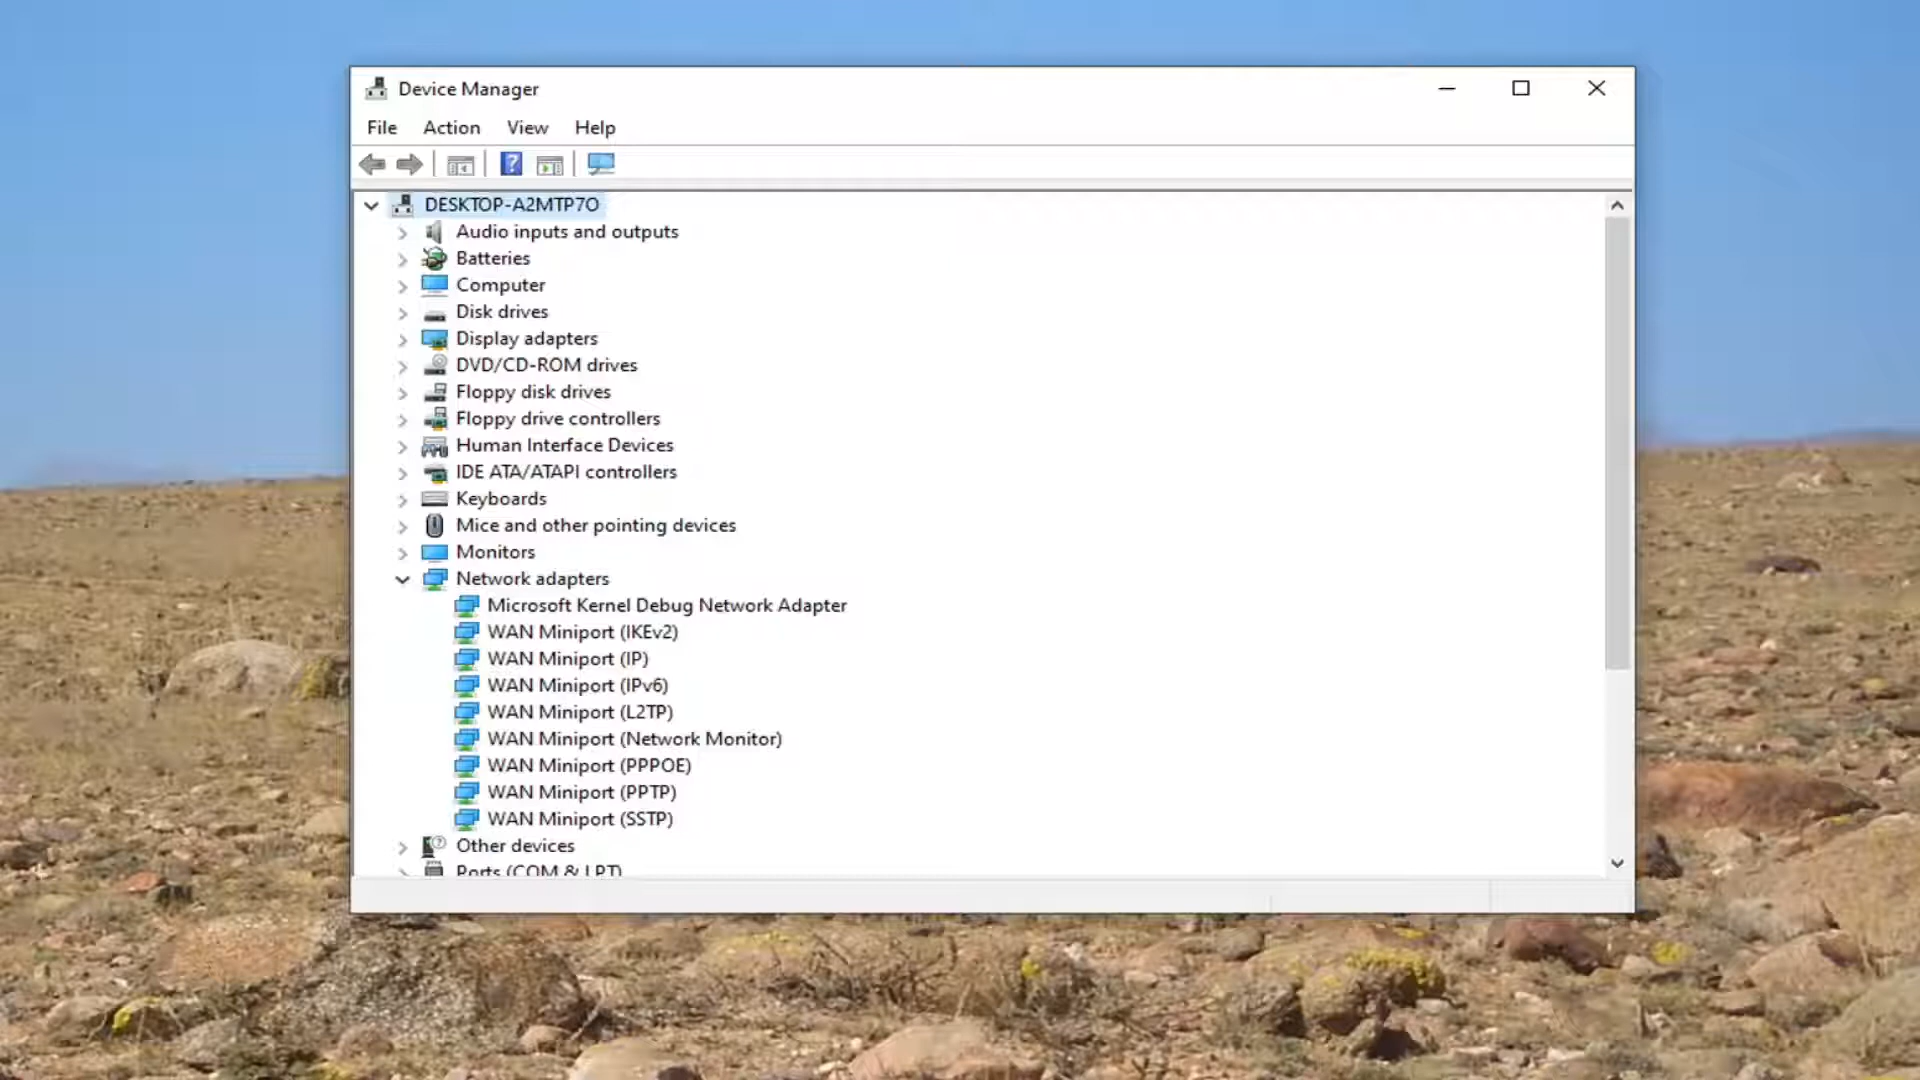 Device Manager
File Action View Help
DESKTOP-A2MTP7O
Audio inputs and outputs
Batteries
Computer
Disk drives
Display adapters
DVD/CD-ROM drives
Floppy disk drives
Floppy drive controllers
Human Interface Devices
IDE ATA/ATAPI controllers
Keyboards
Mice and other pointing devices
Monitors
Network adapters
Microsoft Kernel Debug Network Adapter
WAN Miniport (IKEv2)
WAN Miniport (IP)
WAN Miniport (IPv6)
WAN Miniport (L2TP)
WAN Miniport (Network Monitor)
WAN Miniport (PPPOE)
WAN Miniport (PPTP)
WAN Miniport (SSTP)
Other devices
Ports (COM & LPT)